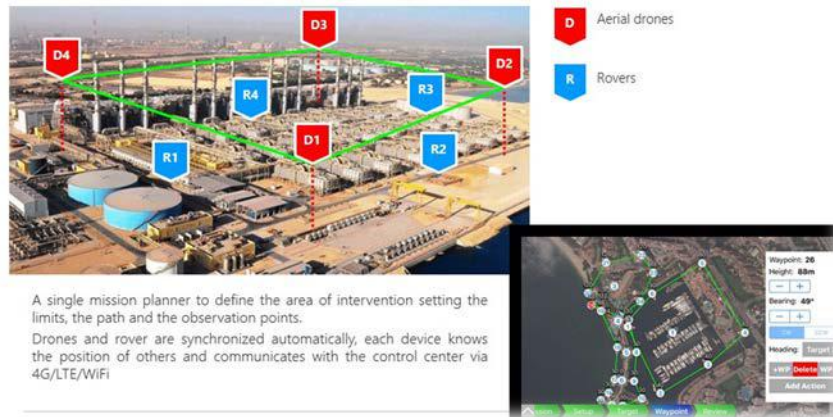 D3
D4
D2
R4
R3
D1
R1
R2
D Aerial drones
R Rovers
A single mission planner to define the area of intervention setting the
limits, the path and the observation points.
Drones and rover are synchronized automatically, each device knows
the position of others and communicates with the control center via
4G/LTE/WiFi
Waypoint: 26
Height: 88m
- +
Bearing: 49°
- +
Heading: Target
+WP Delete WP
Add Action
Setup Target Waypoint Review